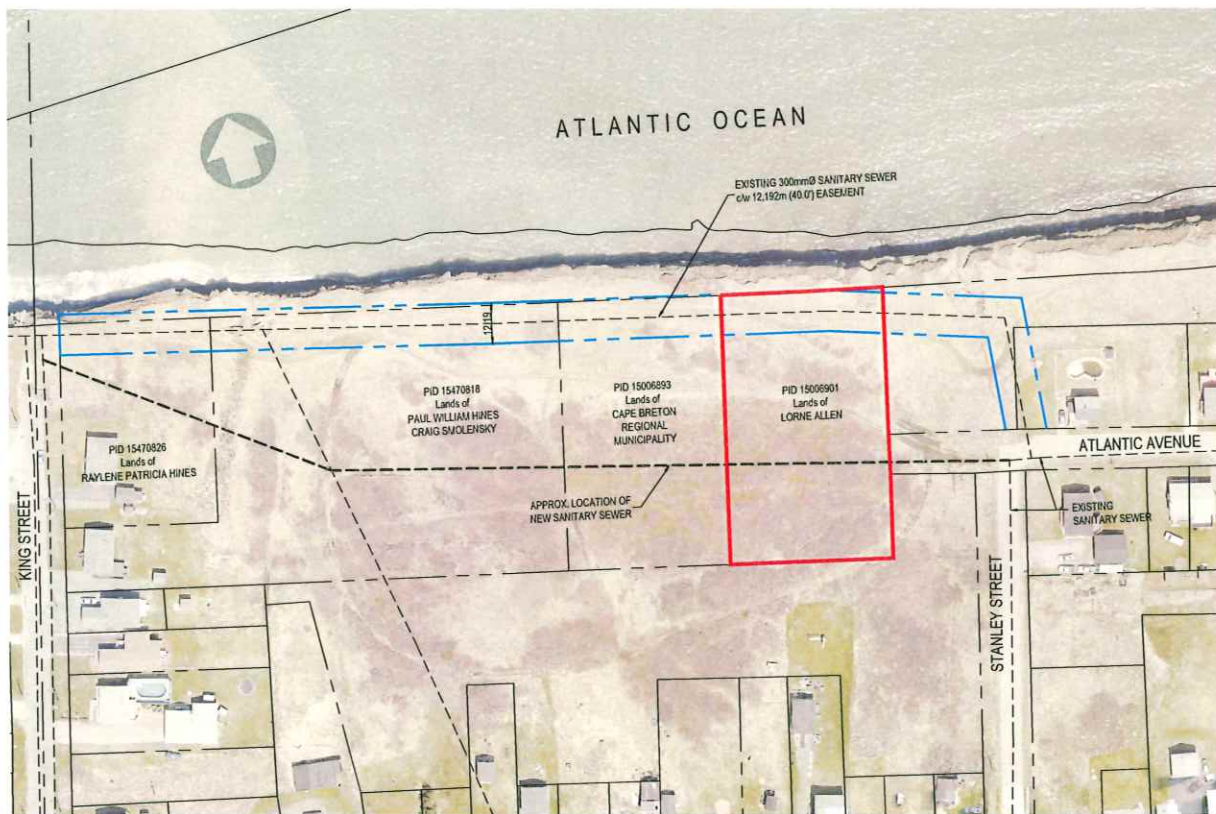 ATLANTIC OCEAN
EXISTING 300mmØ SANITARY SEWER
c/w 12.192m (40.0') EASEMENT
12.19
PID 15470818
Lands of
PAUL WILLIAM HINES
CRAIG SMOLENSKY
PID 15006893
Lands of
CAPE BRETON
REGIONAL
MUNICIPALITY
PID 15006901
Lands of
LORNE ALLEN
PID 15470826
Lands of
RAYLENE PATRICIA HINES
ATLANTIC AVENUE
APPROX. LOCATION OF
NEW SANITARY SEWER
EXISTING
SANITARY SEWER
KING STREET
STANLEY STREET